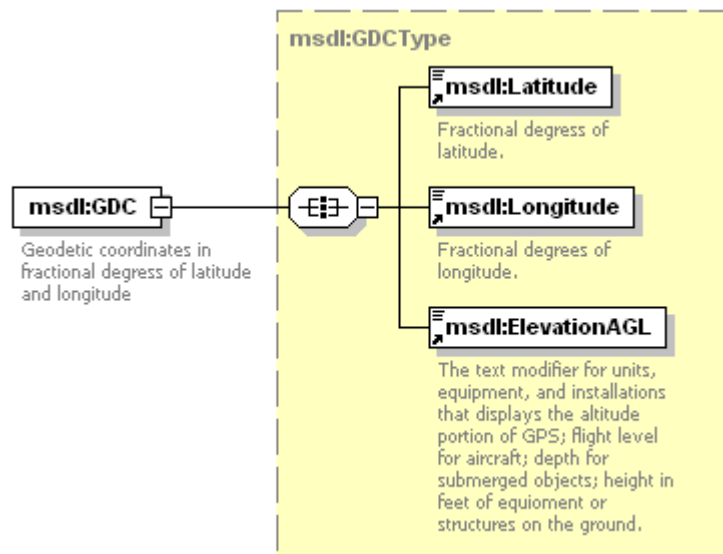 msdl:GDCType
msdl:Latitude
Fractional degress of
latitude.
msdl:GDC
Geodetic coordinates in
fractional degress of latitude
and longitude
msdl:Longitude
Fractional degrees of
longitude.
msdl:ElevationAGL
The text modifier for units,
equipment, and installations
that displays the altitude
portion of GPS; flight level
for aircraft; depth for
submerged objects; height in
feet of equioment or
structures on the ground.